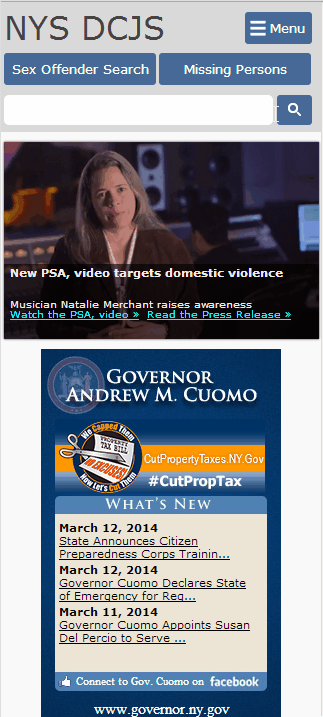 NYS DCJS
Menu
Sex Offender Search
Missing Persons
New PSA, video targets domestic violence
Musician Natalie Merchant raises awareness
Watch the PSA, video » Read the Press Release »
GOVERNOR
ANDREW M. CUOMO
We Capped Them
PROPERTY
TAX BILL
NO EXCUSES!
Now Let's Cut Them
CutPropertyTaxes.NY.Gov
#CutPropTax
WHAT'S NEW
March 12, 2014
State Announces Citizen
Preparedness Corps Trainin...
March 12, 2014
Governor Cuomo Declares State
of Emergency for Reg...
March 11, 2014
Governor Cuomo Appoints Susan
Del Percio to Serve ...
Connect to Gov. Cuomo on facebook
www.governor.ny.gov